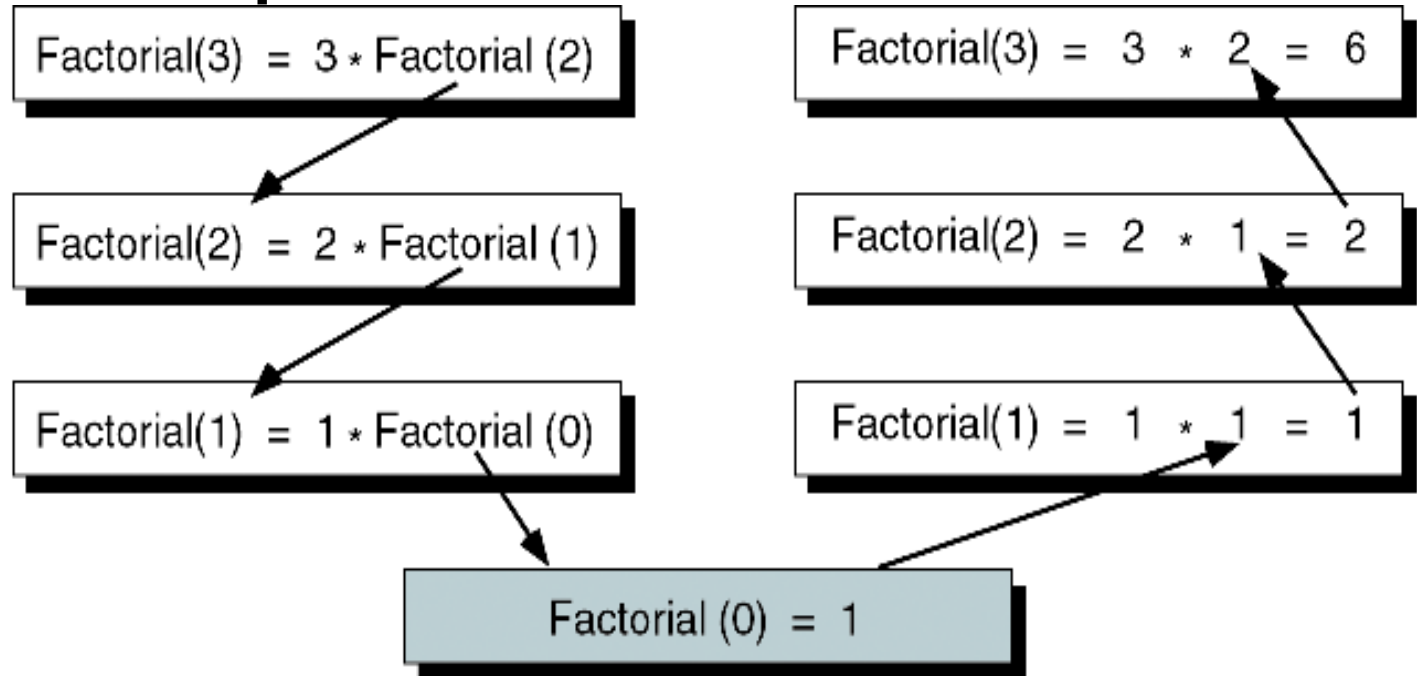 Factorial(3) = 3 * Factorial (2)
Factorial(2) = 2 * Factorial (1)
Factorial(1) = 1 * Factorial (0)
Factorial (0) = 1
Factorial(1) = 1 * 1 = 1
Factorial(2) = 2 * 1 = 2
Factorial(3) = 3 * 2 = 6